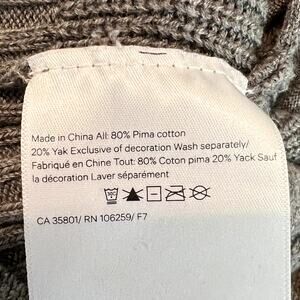 Made in China All: 80% Pima cotton
20% Yak Exclusive of decoration Wash separately/
Fabriqué en Chine Tout: 80% Coton pima 20% Yack Sauf
la décoration Laver séparément
CA 35801/ RN 106259/ F7